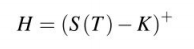 H = (S(T) − K)⁺